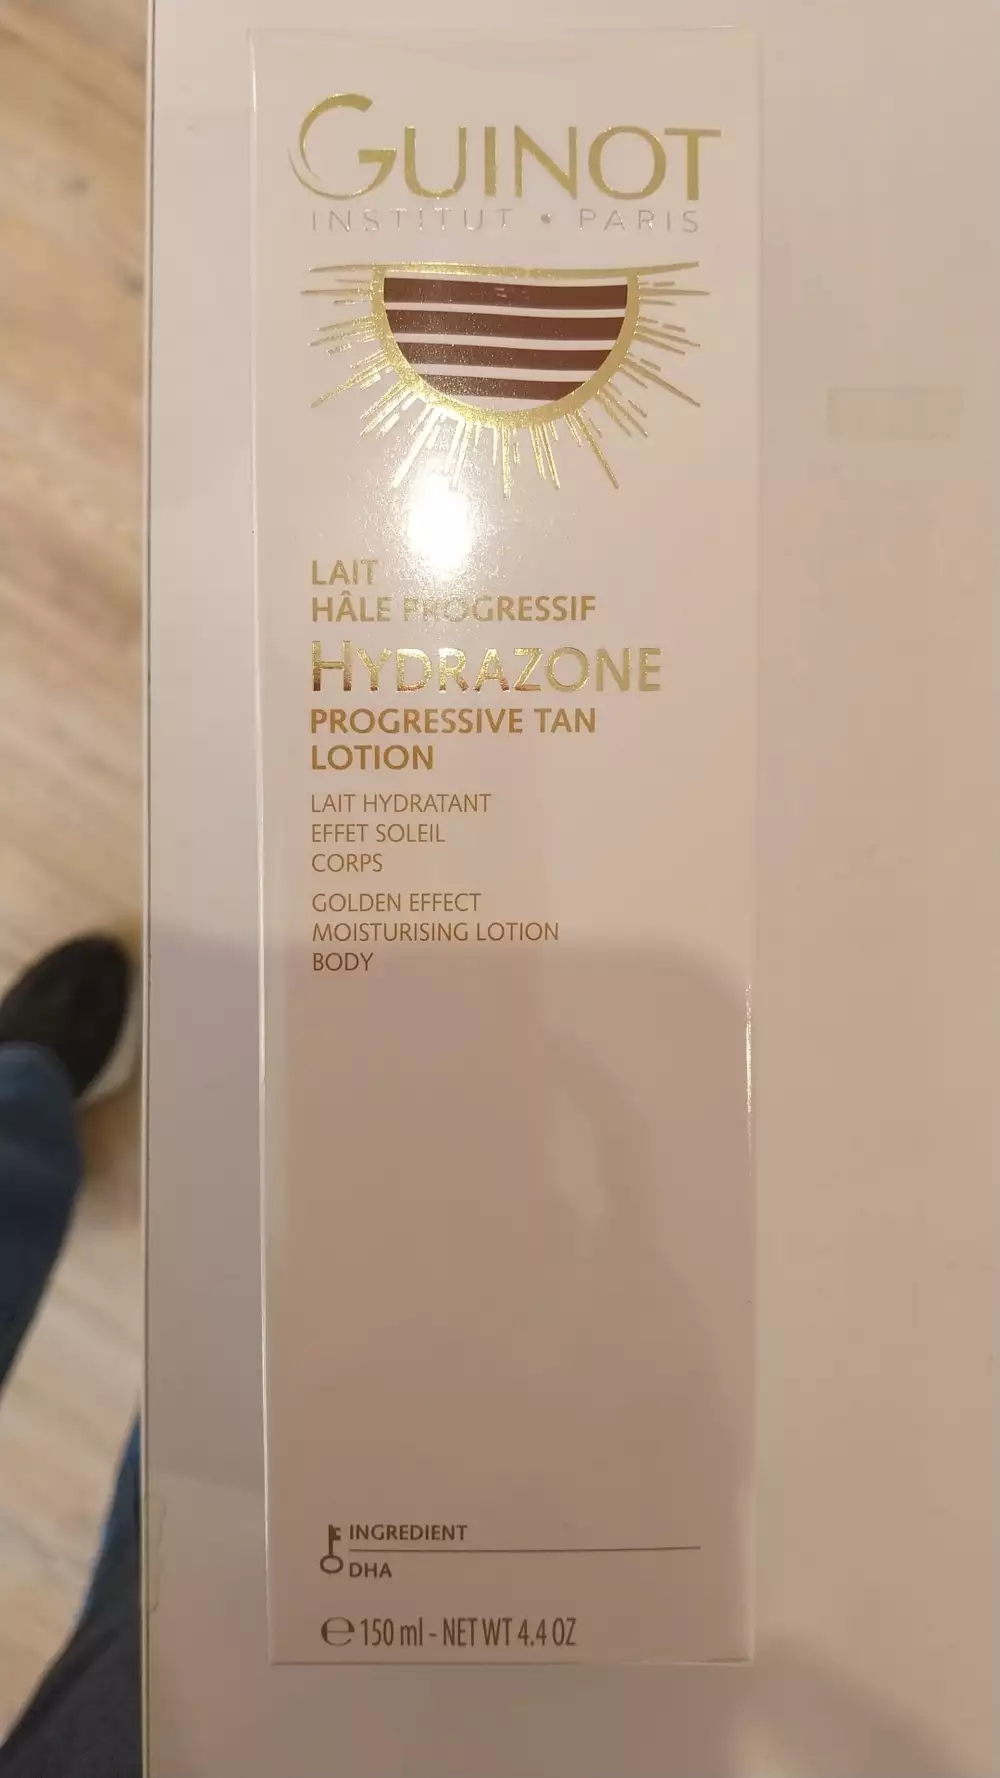 GUINOT
INSTITUT • PARIS
LAIT
HÂLE PROGRESSIF
HYDRAZONE
PROGRESSIVE TAN
LOTION
LAIT HYDRATANT
EFFET SOLEIL
CORPS
GOLDEN EFFECT
MOISTURISING LOTION
BODY
INGREDIENT
DHA
℮ 150 ml - NET WT 4.4 OZ